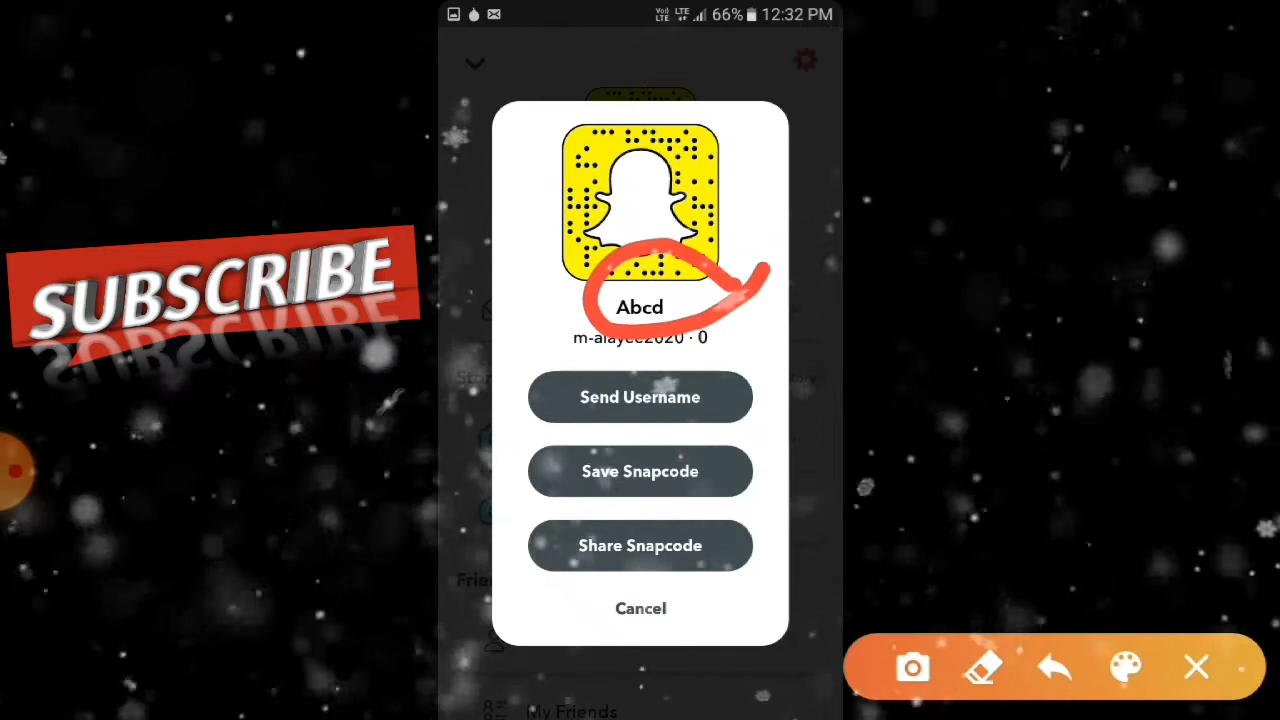 66% 12:32 PM
SUBSCRIBE
Abcd
Send Username
Save Snapcode
Share Snapcode
Cancel
My Friends